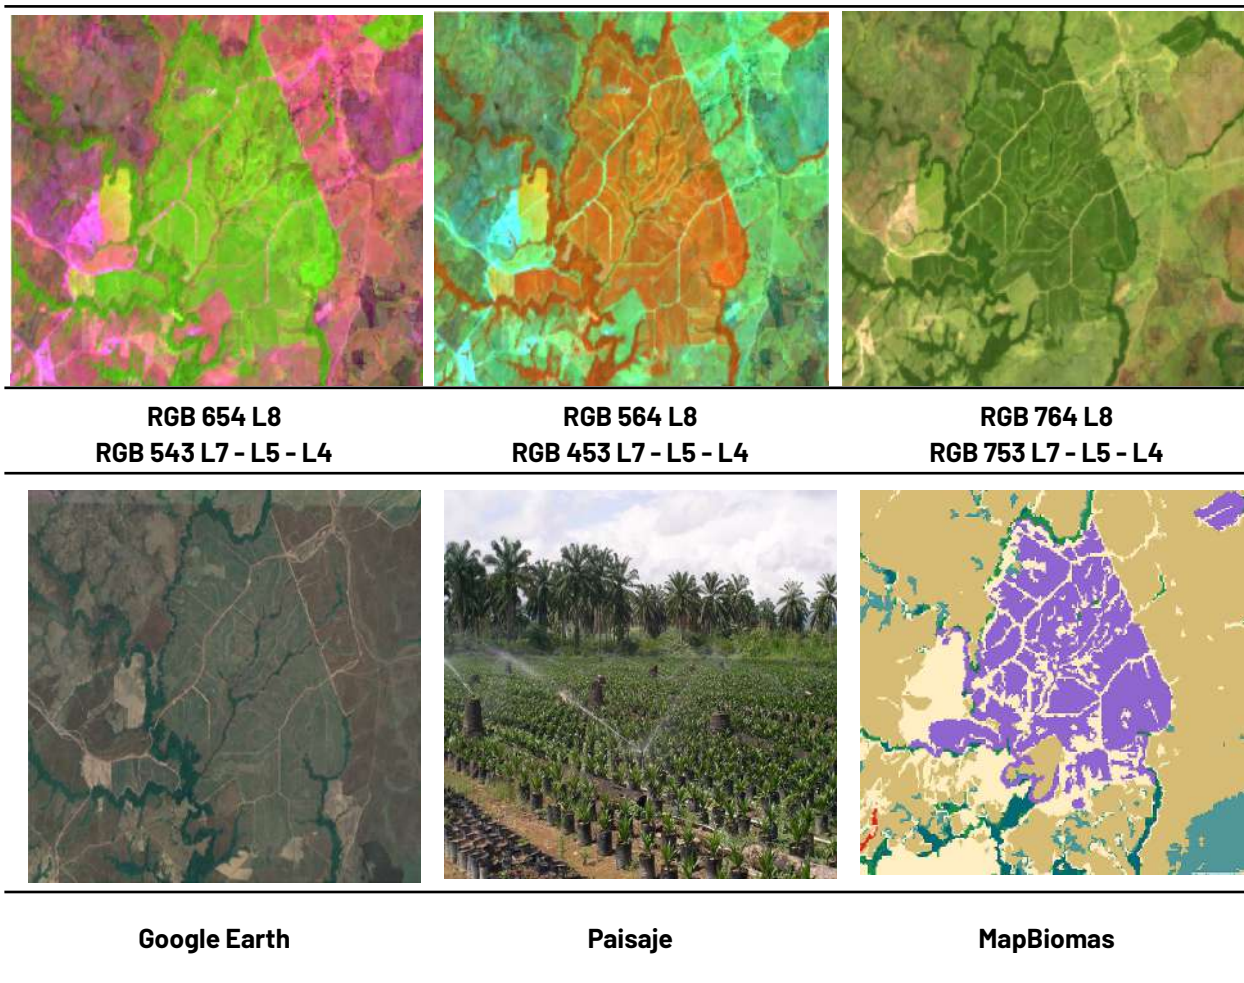 RGB 654 L8
RGB 543 L7 - L5 - L4
RGB 564 L8
RGB 453 L7 - L5 - L4
RGB 764 L8
RGB 753 L7 - L5 - L4
Google Earth
Paisaje
MapBiomas